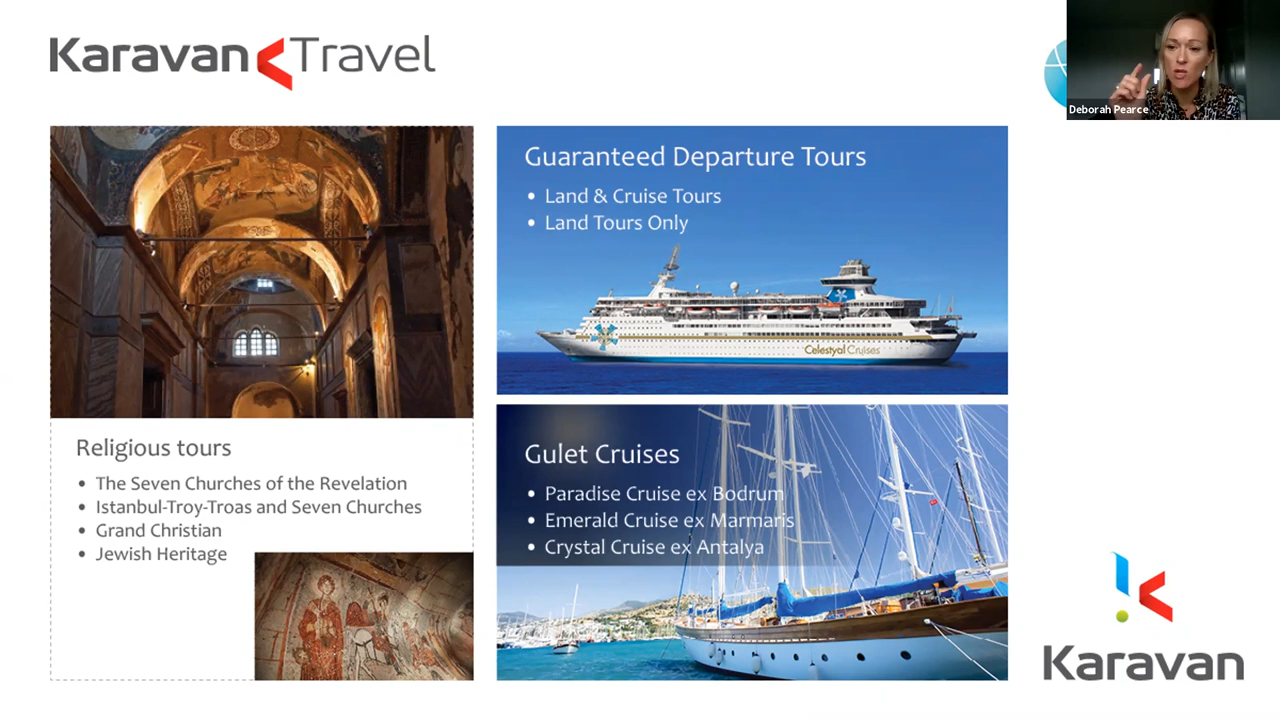 Karavan Travel
Deborah Pearce
Guaranteed Departure Tours
• Land & Cruise Tours
• Land Tours Only
Celestyal Cruises
Religious tours
• The Seven Churches of the Revelation
• Istanbul-Troy-Troas and Seven Churches
• Grand Christian
• Jewish Heritage
Gulet Cruises
• Paradise Cruise ex Bodrum
• Emerald Cruise ex Marmaris
• Crystal Cruise ex Antalya
Karavan